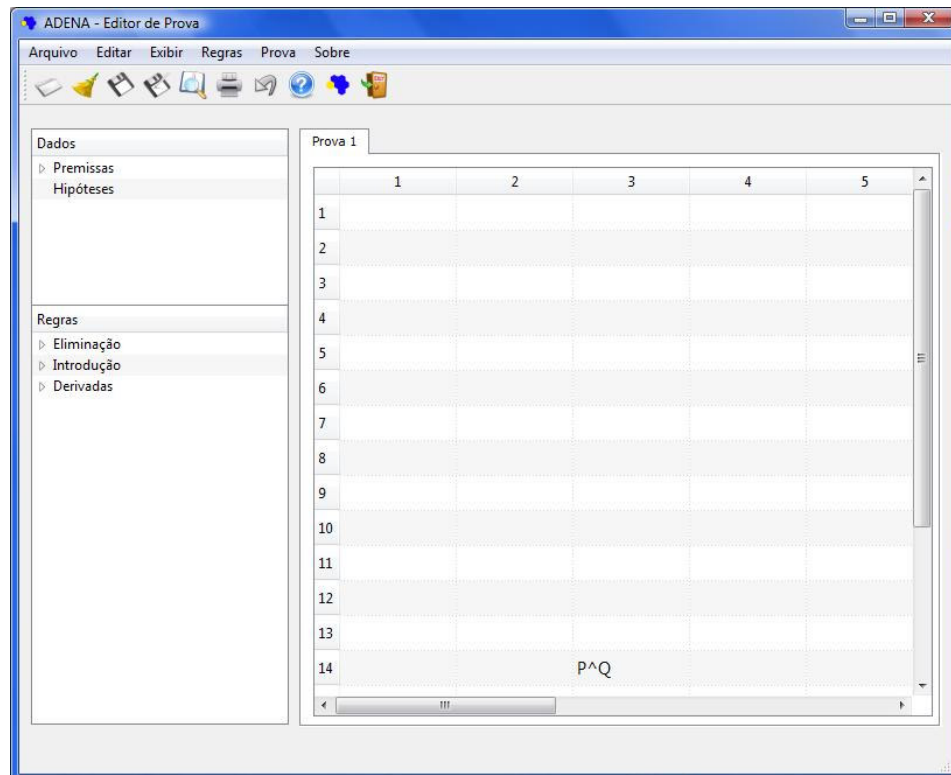 ADENA - Editor de Prova
Arquivo Editar Exibir Regras Prova Sobre
Dados
Premissas
Hipóteses
Regras
Eliminação
Introdução
Derivadas
Prova 1
1 2 3 4 5
1
2
3
4
5
6
7
8
9
10
11
12
13
14 P^Q